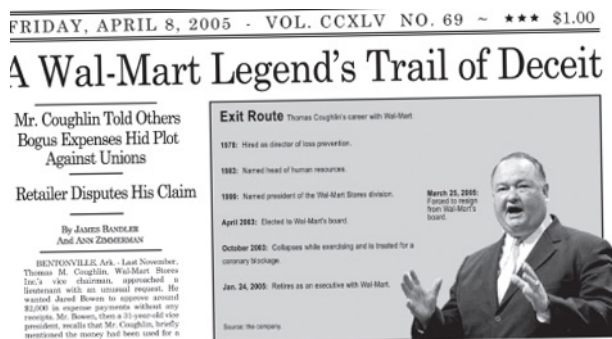 FRIDAY, APRIL 8, 2005 - VOL. CCXLV NO. 69 ~ ★★★ $1.00
A Wal-Mart Legend's Trail of Deceit
Mr. Coughlin Told Others
Bogus Expenses Hid Plot
Against Unions
Retailer Disputes His Claim
By JAMES BANDLER
And ANN ZIMMERMAN
BENTONVILLE, Ark. - Last November,
Thomas M. Coughlin, Wal-Mart Stores
Inc.'s vice chairman, approached a
lieutenant with an unusual request. He
wanted Jared Bowen to approve around
$2,000 in expense payments without any
receipts. Mr. Bowen, then a 31-year-old vice
president, recalls that Mr. Coughlin, briefly
mentioned the money had been used for a
Exit Route Thomas Coughlin's career with Wal-Mart
1978: Hired as director of loss prevention.
1983: Named head of human resources.
1999: Named president of the Wal-Mart Stores division.
April 2003: Elected to Wal-Mart's board.
October 2003: Collapses while exercising and is treated for a
coronary blockage.
Jan. 24, 2005: Retires as an executive with Wal-Mart.
March 25, 2005:
Forced to resign
from Wal-Mart's
board.
Source: the company.